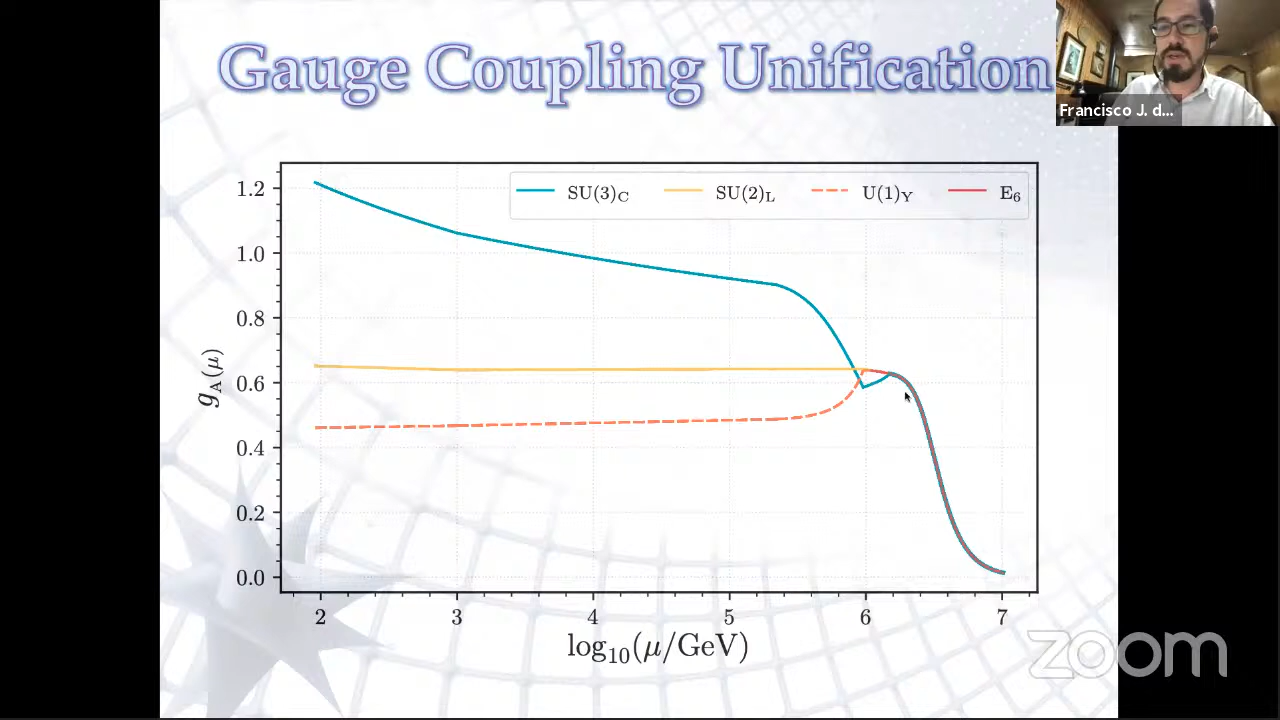 Gauge Coupling Unification
Francisco J. d...
SU(3)C SU(2)L U(1)Y E6
1.2
1.0
0.8
0.6
0.4
0.2
0.0
gA(μ)
2 3 4 5 6 7
log10(μ/GeV)
zoom